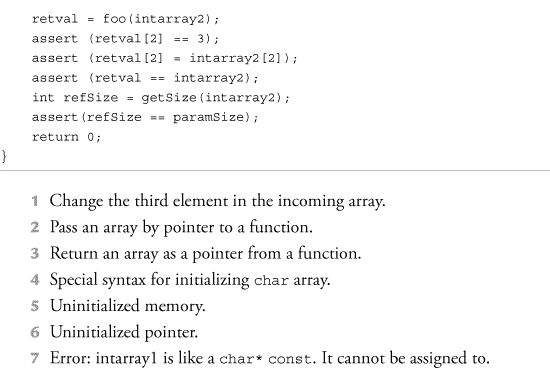 retval = foo(intarray2);
assert (retval[2] == 3);
assert (retval[2] = intarray2[2]);
assert (retval == intarray2);
int refSize = getSize(intarray2);
assert(refSize == paramSize);
return 0;
}
1 Change the third element in the incoming array.
2 Pass an array by pointer to a function.
3 Return an array as a pointer from a function.
4 Special syntax for initializing char array.
5 Uninitialized memory.
6 Uninitialized pointer.
7 Error: intarray1 is like a char* const. It cannot be assigned to.